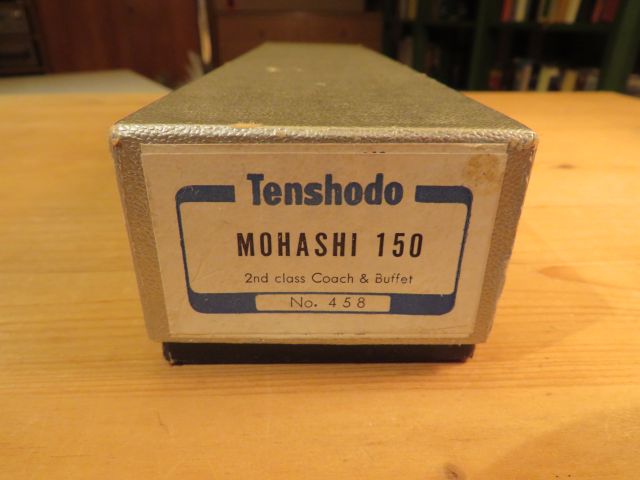 Tenshodo
MOHASHI 150
2nd class Coach & Buffet
No. 458